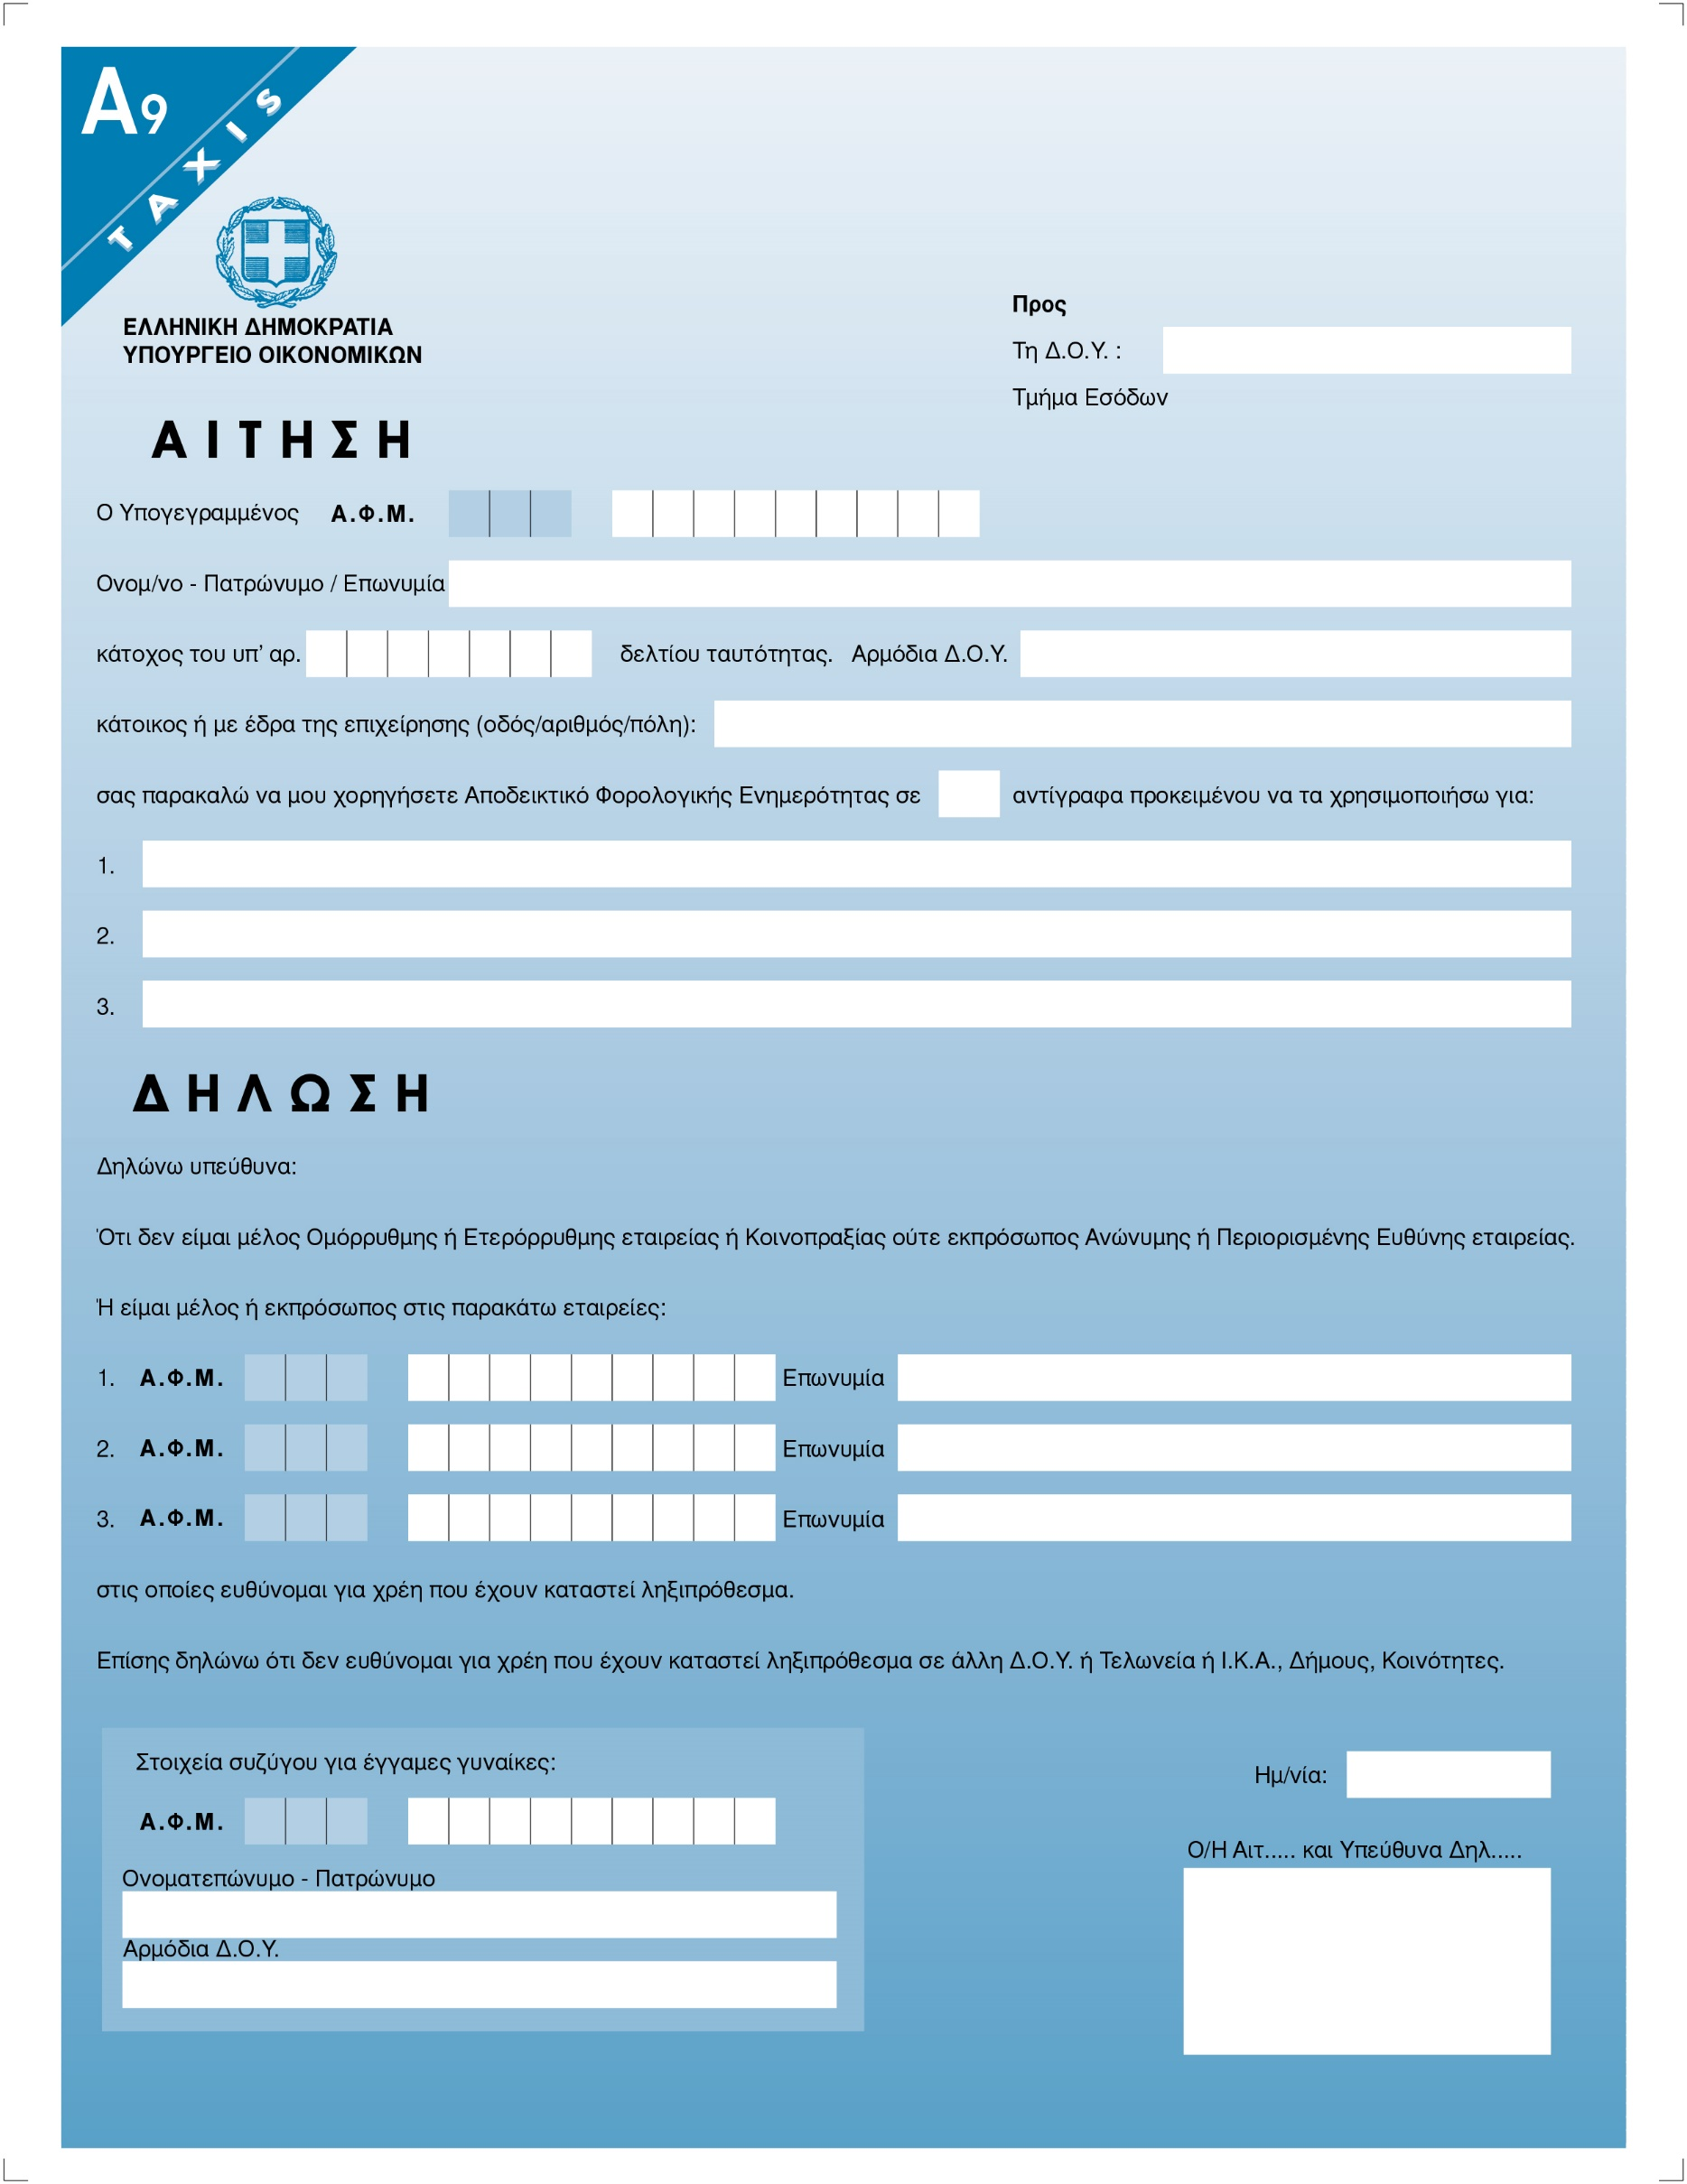 Α9
TAXIS
ΕΛΛΗΝΙΚΗ ΔΗΜΟΚΡΑΤΙΑ
ΥΠΟΥΡΓΕΙΟ ΟΙΚΟΝΟΜΙΚΩΝ
Προς
Τη Δ.Ο.Υ. :
Τμήμα Εσόδων
ΑΙΤΗΣΗ
Ο Υπογεγραμμένος Α.Φ.Μ.
Ονομ/νο - Πατρώνυμο / Επωνυμία
κάτοχος του υπ’ αρ. δελτίου ταυτότητας. Αρμόδια Δ.Ο.Υ.
κάτοικος ή με έδρα της επιχείρησης (οδός/αριθμός/πόλη):
σας παρακαλώ να μου χορηγήσετε Αποδεικτικό Φορολογικής Ενημερότητας σε αντίγραφα προκειμένου να τα χρησιμοποιήσω για:
1.
2.
3.
ΔΗΛΩΣΗ
Δηλώνω υπεύθυνα:
Ότι δεν είμαι μέλος Ομόρρυθμης ή Ετερόρρυθμης εταιρείας ή Κοινοπραξίας ούτε εκπρόσωπος Ανώνυμης ή Περιορισμένης Ευθύνης εταιρείας.
Ή είμαι μέλος ή εκπρόσωπος στις παρακάτω εταιρείες:
1. Α.Φ.Μ. Επωνυμία
2. Α.Φ.Μ. Επωνυμία
3. Α.Φ.Μ. Επωνυμία
στις οποίες ευθύνομαι για χρέη που έχουν καταστεί ληξιπρόθεσμα.
Επίσης δηλώνω ότι δεν ευθύνομαι για χρέη που έχουν καταστεί ληξιπρόθεσμα σε άλλη Δ.Ο.Υ. ή Τελωνεία ή Ι.Κ.Α., Δήμους, Κοινότητες.
Στοιχεία συζύγου για έγγαμες γυναίκες:
Α.Φ.Μ.
Ονοματεπώνυμο - Πατρώνυμο
Αρμόδια Δ.Ο.Υ.
Ημ/νία:
Ο/Η Αιτ..... και Υπεύθυνα Δηλ.....